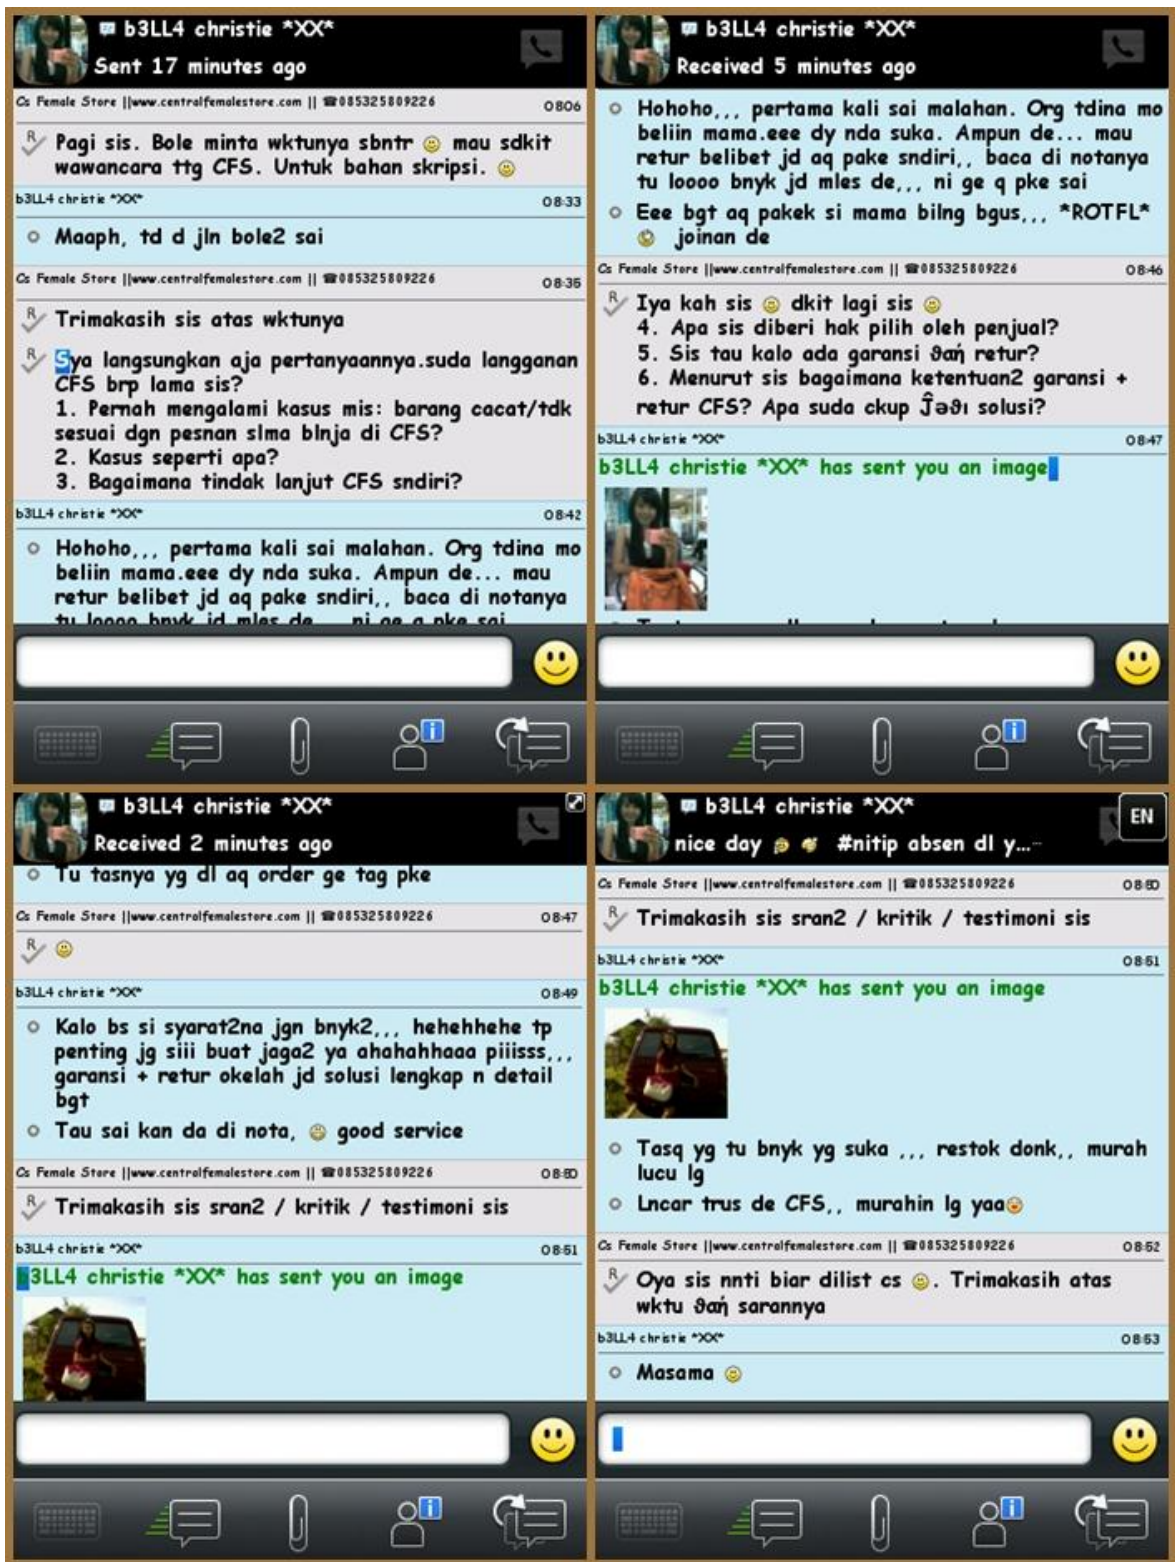 b3LL4 christie *XX*
Sent 17 minutes ago
Cs Female Store ||www.centralfemalestore.com || ☎085325809226 0806
Pagi sis. Bole minta wktunya sbntr mau sdkit
wawancara ttg CFS. Untuk bahan skripsi.
b3LL4 christie *XX* 08:33
Maaph, td d jln bole2 sai
Cs Female Store ||www.centralfemalestore.com || ☎085325809226 08:35
Trimakasih sis atas wktunya
Sya langsungkan aja pertanyaannya.suda langganan
CFS brp lama sis?
1. Pernah mengalami kasus mis: barang cacat/tdk
sesuai dgn pesnan slma blnja di CFS?
2. Kasus seperti apa?
3. Bagaimana tindak lanjut CFS sndiri?
b3LL4 christie *XX* 08:42
Hohoho,,, pertama kali sai malahan. Org tdina mo
beliin mama.eee dy nda suka. Ampun de... mau
retur belibet jd aq pake sndiri,, baca di notanya
tu loooo bnyk jd mles de,,, ni ge q pke sai
b3LL4 christie *XX*
Received 5 minutes ago
Hohoho,,, pertama kali sai malahan. Org tdina mo
beliin mama.eee dy nda suka. Ampun de... mau
retur belibet jd aq pake sndiri,, baca di notanya
tu loooo bnyk jd mles de,,, ni ge q pke sai
Eee bgt aq pakek si mama bilng bgus,,, *ROTFL*
joinan de
Cs Female Store ||www.centralfemalestore.com || ☎085325809226 08:46
Iya kah sis dkit lagi sis
4. Apa sis diberi hak pilih oleh penjual?
5. Sis tau kalo ada garansi ϑαή retur?
6. Menurut sis bagaimana ketentuan2 garansi +
retur CFS? Apa suda ckup Ĵəϑı solusi?
b3LL4 christie *XX* 08:47
b3LL4 christie *XX* has sent you an image
b3LL4 christie *XX*
Received 2 minutes ago
Tu tasnya yg dl aq order ge tag pke
Cs Female Store ||www.centralfemalestore.com || ☎085325809226 08:47
b3LL4 christie *XX* 08:49
Kalo bs si syarat2na jgn bnyk2,,, hehehhehe tp
penting jg siii buat jaga2 ya ahahahhaaa piiisss,,,
garansi + retur okelah jd solusi lengkap n detail
bgt
Tau sai kan da di nota, good service
Cs Female Store ||www.centralfemalestore.com || ☎085325809226 08:50
Trimakasih sis sran2 / kritik / testimoni sis
b3LL4 christie *XX* 08:51
b3LL4 christie *XX* has sent you an image
b3LL4 christie *XX*
EN
nice day #nitip absen dl y...
Cs Female Store ||www.centralfemalestore.com || ☎085325809226 08:50
Trimakasih sis sran2 / kritik / testimoni sis
b3LL4 christie *XX* 08:51
b3LL4 christie *XX* has sent you an image
Tasq yg tu bnyk yg suka ,,, restok donk,, murah
lucu lg
Lncar trus de CFS,, murahin lg yaa
Cs Female Store ||www.centralfemalestore.com || ☎085325809226 08:52
Oya sis nnti biar dilist cs . Trimakasih atas
wktu ϑαή sarannya
b3LL4 christie *XX* 08:53
Masama